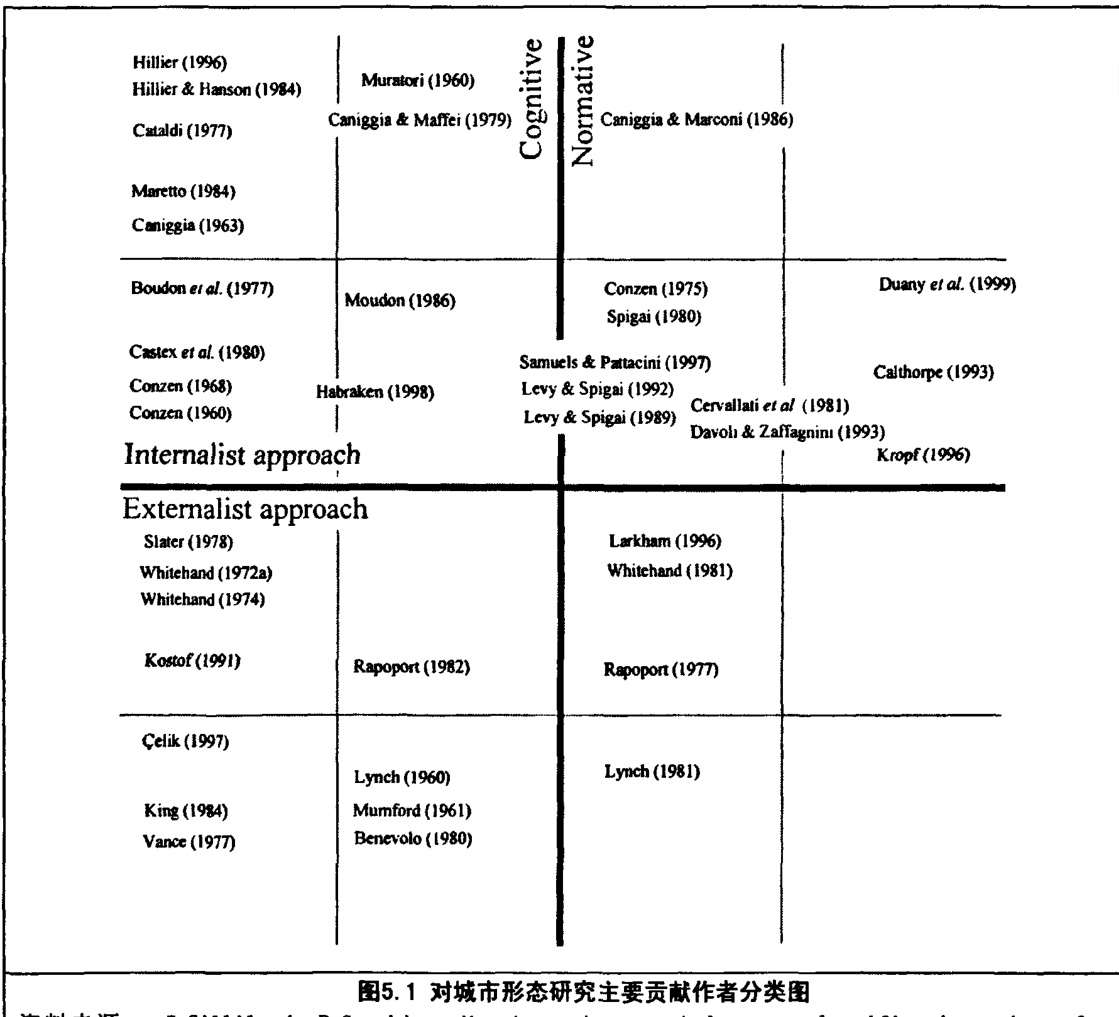 Hillier (1996)
Hillier & Hanson (1984)
Muratori (1960)
Cognitive
Normative
Cataldi (1977)
Caniggia & Maffei (1979)
Caniggia & Marconi (1986)
Maretto (1984)
Caniggia (1963)
Boudon et al. (1977)
Moudon (1986)
Conzen (1975)
Duany et al. (1999)
Spigai (1980)
Castex et al. (1980)
Samuels & Pattacini (1997)
Calthorpe (1993)
Conzen (1968)
Habraken (1998)
Levy & Spigai (1992)
Cervallati et al (1981)
Conzen (1960)
Levy & Spigai (1989)
Davoli & Zaffagnini (1993)
Internalist approach
Kropf (1996)
Externalist approach
Slater (1978)
Larkham (1996)
Whitehand (1972a)
Whitehand (1981)
Whitehand (1974)
Kostof (1991)
Rapoport (1982)
Rapoport (1977)
Çelik (1997)
Lynch (1960)
Lynch (1981)
King (1984)
Mumford (1961)
Vance (1977)
Benevolo (1980)
图5.1 对城市形态研究主要贡献作者分类图